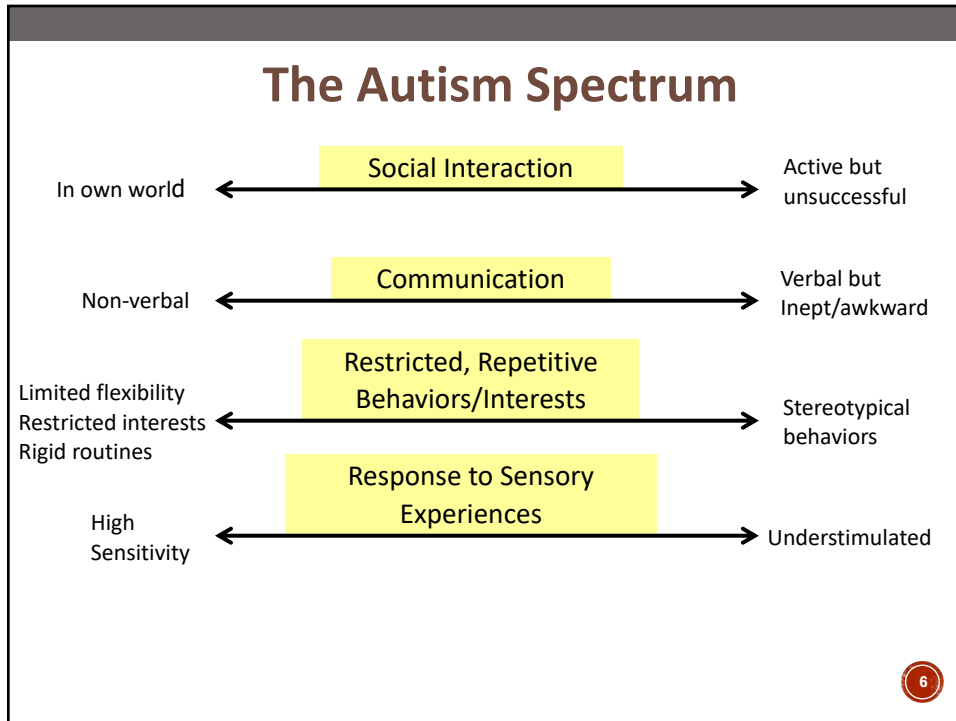 The Autism Spectrum
Social Interaction
In own world
Active but
unsuccessful
Communication
Non-verbal
Verbal but
Inept/awkward
Restricted, Repetitive
Behaviors/Interests
Limited flexibility
Restricted interests
Rigid routines
Stereotypical
behaviors
Response to Sensory
Experiences
High
Sensitivity
Understimulated
6